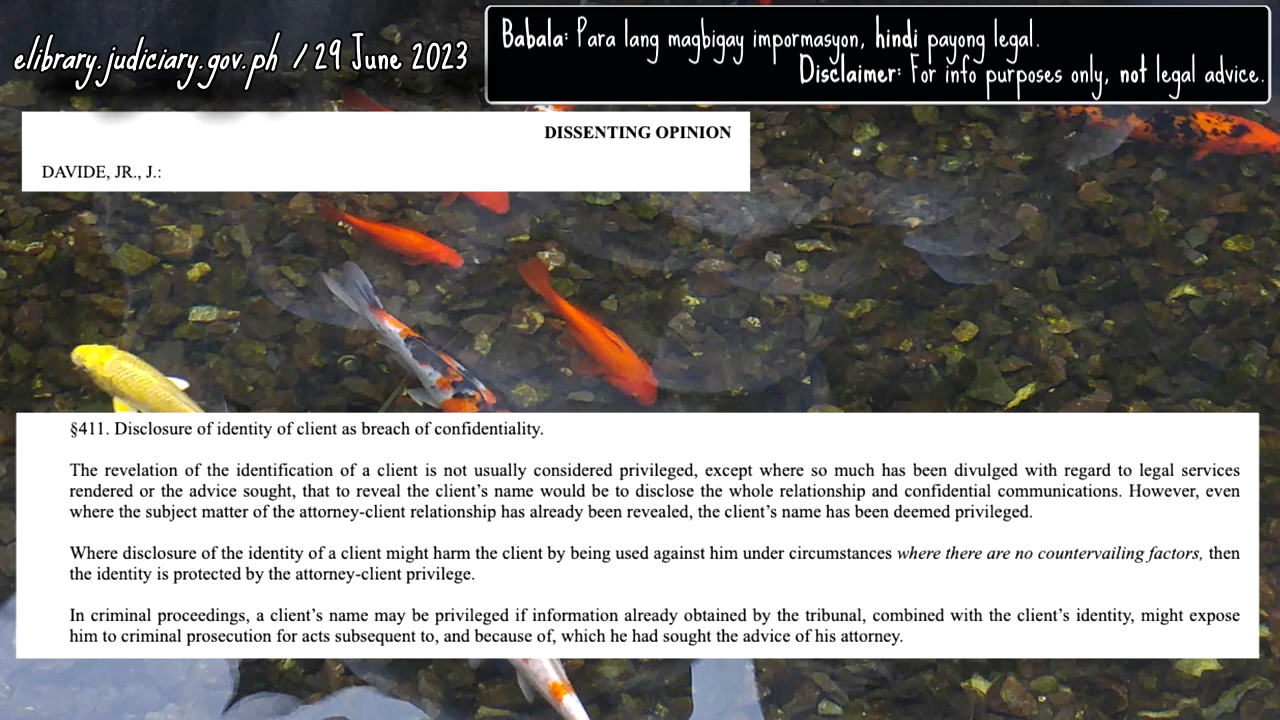 elibrary.judiciary.gov.ph / 29 June 2023
Babala: Para lang magbigay impormasyon, hindi payong legal.
Disclaimer: For info purposes only, not legal advice.
DISSENTING OPINION
DAVIDE, JR., J.:
§411. Disclosure of identity of client as breach of confidentiality.
The revelation of the identification of a client is not usually considered privileged, except where so much has been divulged with regard to legal services
rendered or the advice sought, that to reveal the client’s name would be to disclose the whole relationship and confidential communications. However, even
where the subject matter of the attorney-client relationship has already been revealed, the client’s name has been deemed privileged.
Where disclosure of the identity of a client might harm the client by being used against him under circumstances where there are no countervailing factors, then
the identity is protected by the attorney-client privilege.
In criminal proceedings, a client’s name may be privileged if information already obtained by the tribunal, combined with the client’s identity, might expose
him to criminal prosecution for acts subsequent to, and because of, which he had sought the advice of his attorney.